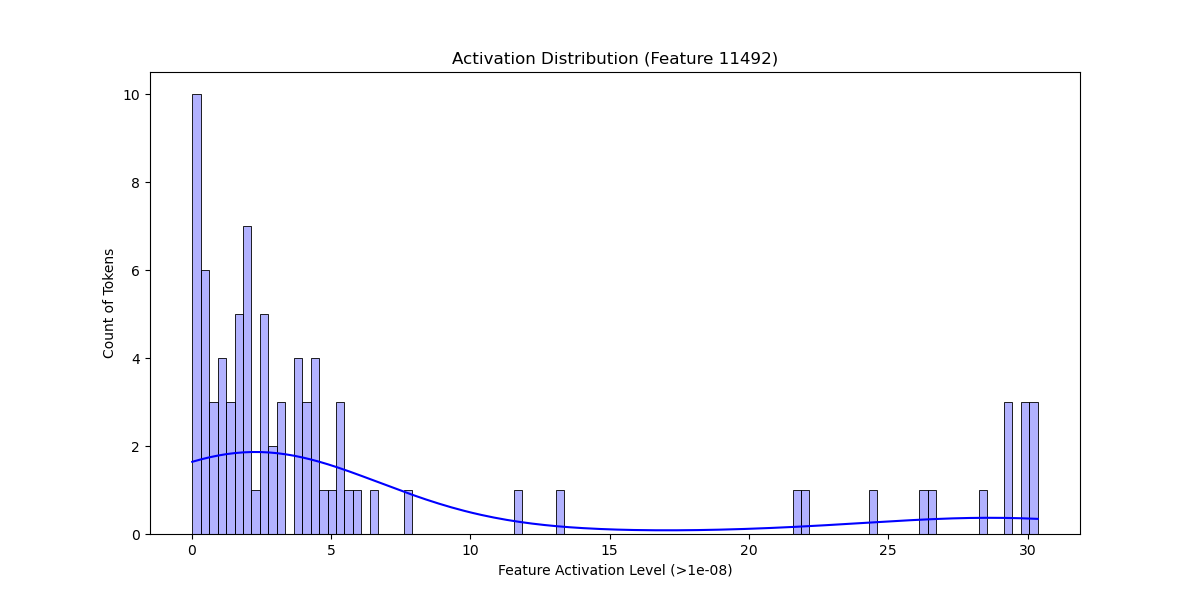 Activation Distribution (Feature 11492)
10
8
6
4
2
0
Count of Tokens
0 5 10 15 20 25 30
Feature Activation Level (>1e-08)